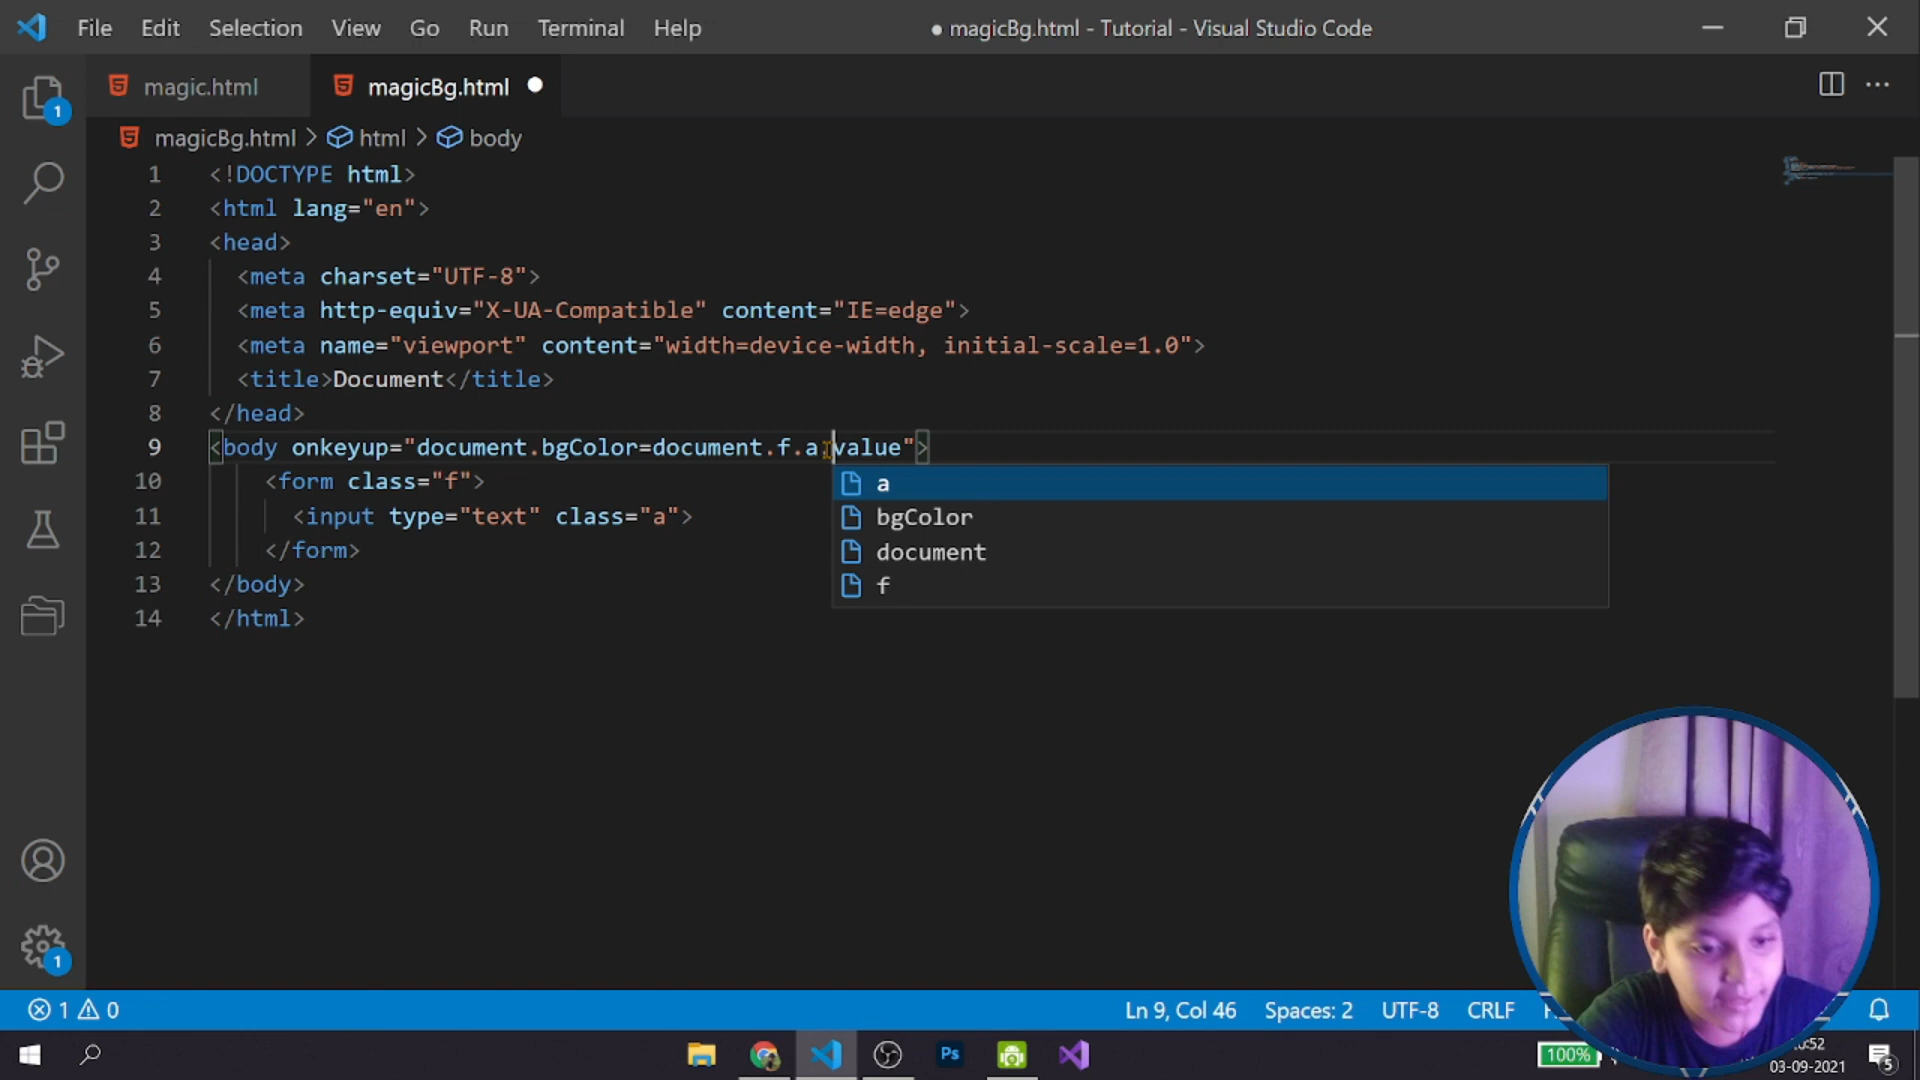 File Edit Selection View Go Run Terminal Help
● magicBg.html - Tutorial - Visual Studio Code
magic.html
magicBg.html
magicBg.html > html > body
1 <!DOCTYPE html>
2 <html lang="en">
3 <head>
4 <meta charset="UTF-8">
5 <meta http-equiv="X-UA-Compatible" content="IE=edge">
6 <meta name="viewport" content="width=device-width, initial-scale=1.0">
7 <title>Document</title>
8 </head>
9 <body onkeyup="document.bgColor=document.f.a.value">
10 <form class="f">
11 <input type="text" class="a">
12 </form>
13 </body>
14 </html>
a
bgColor
document
f
1
1
1 0
Ln 9, Col 46 Spaces: 2 UTF-8 CRLF
Ps
100%
03-09-2021
5